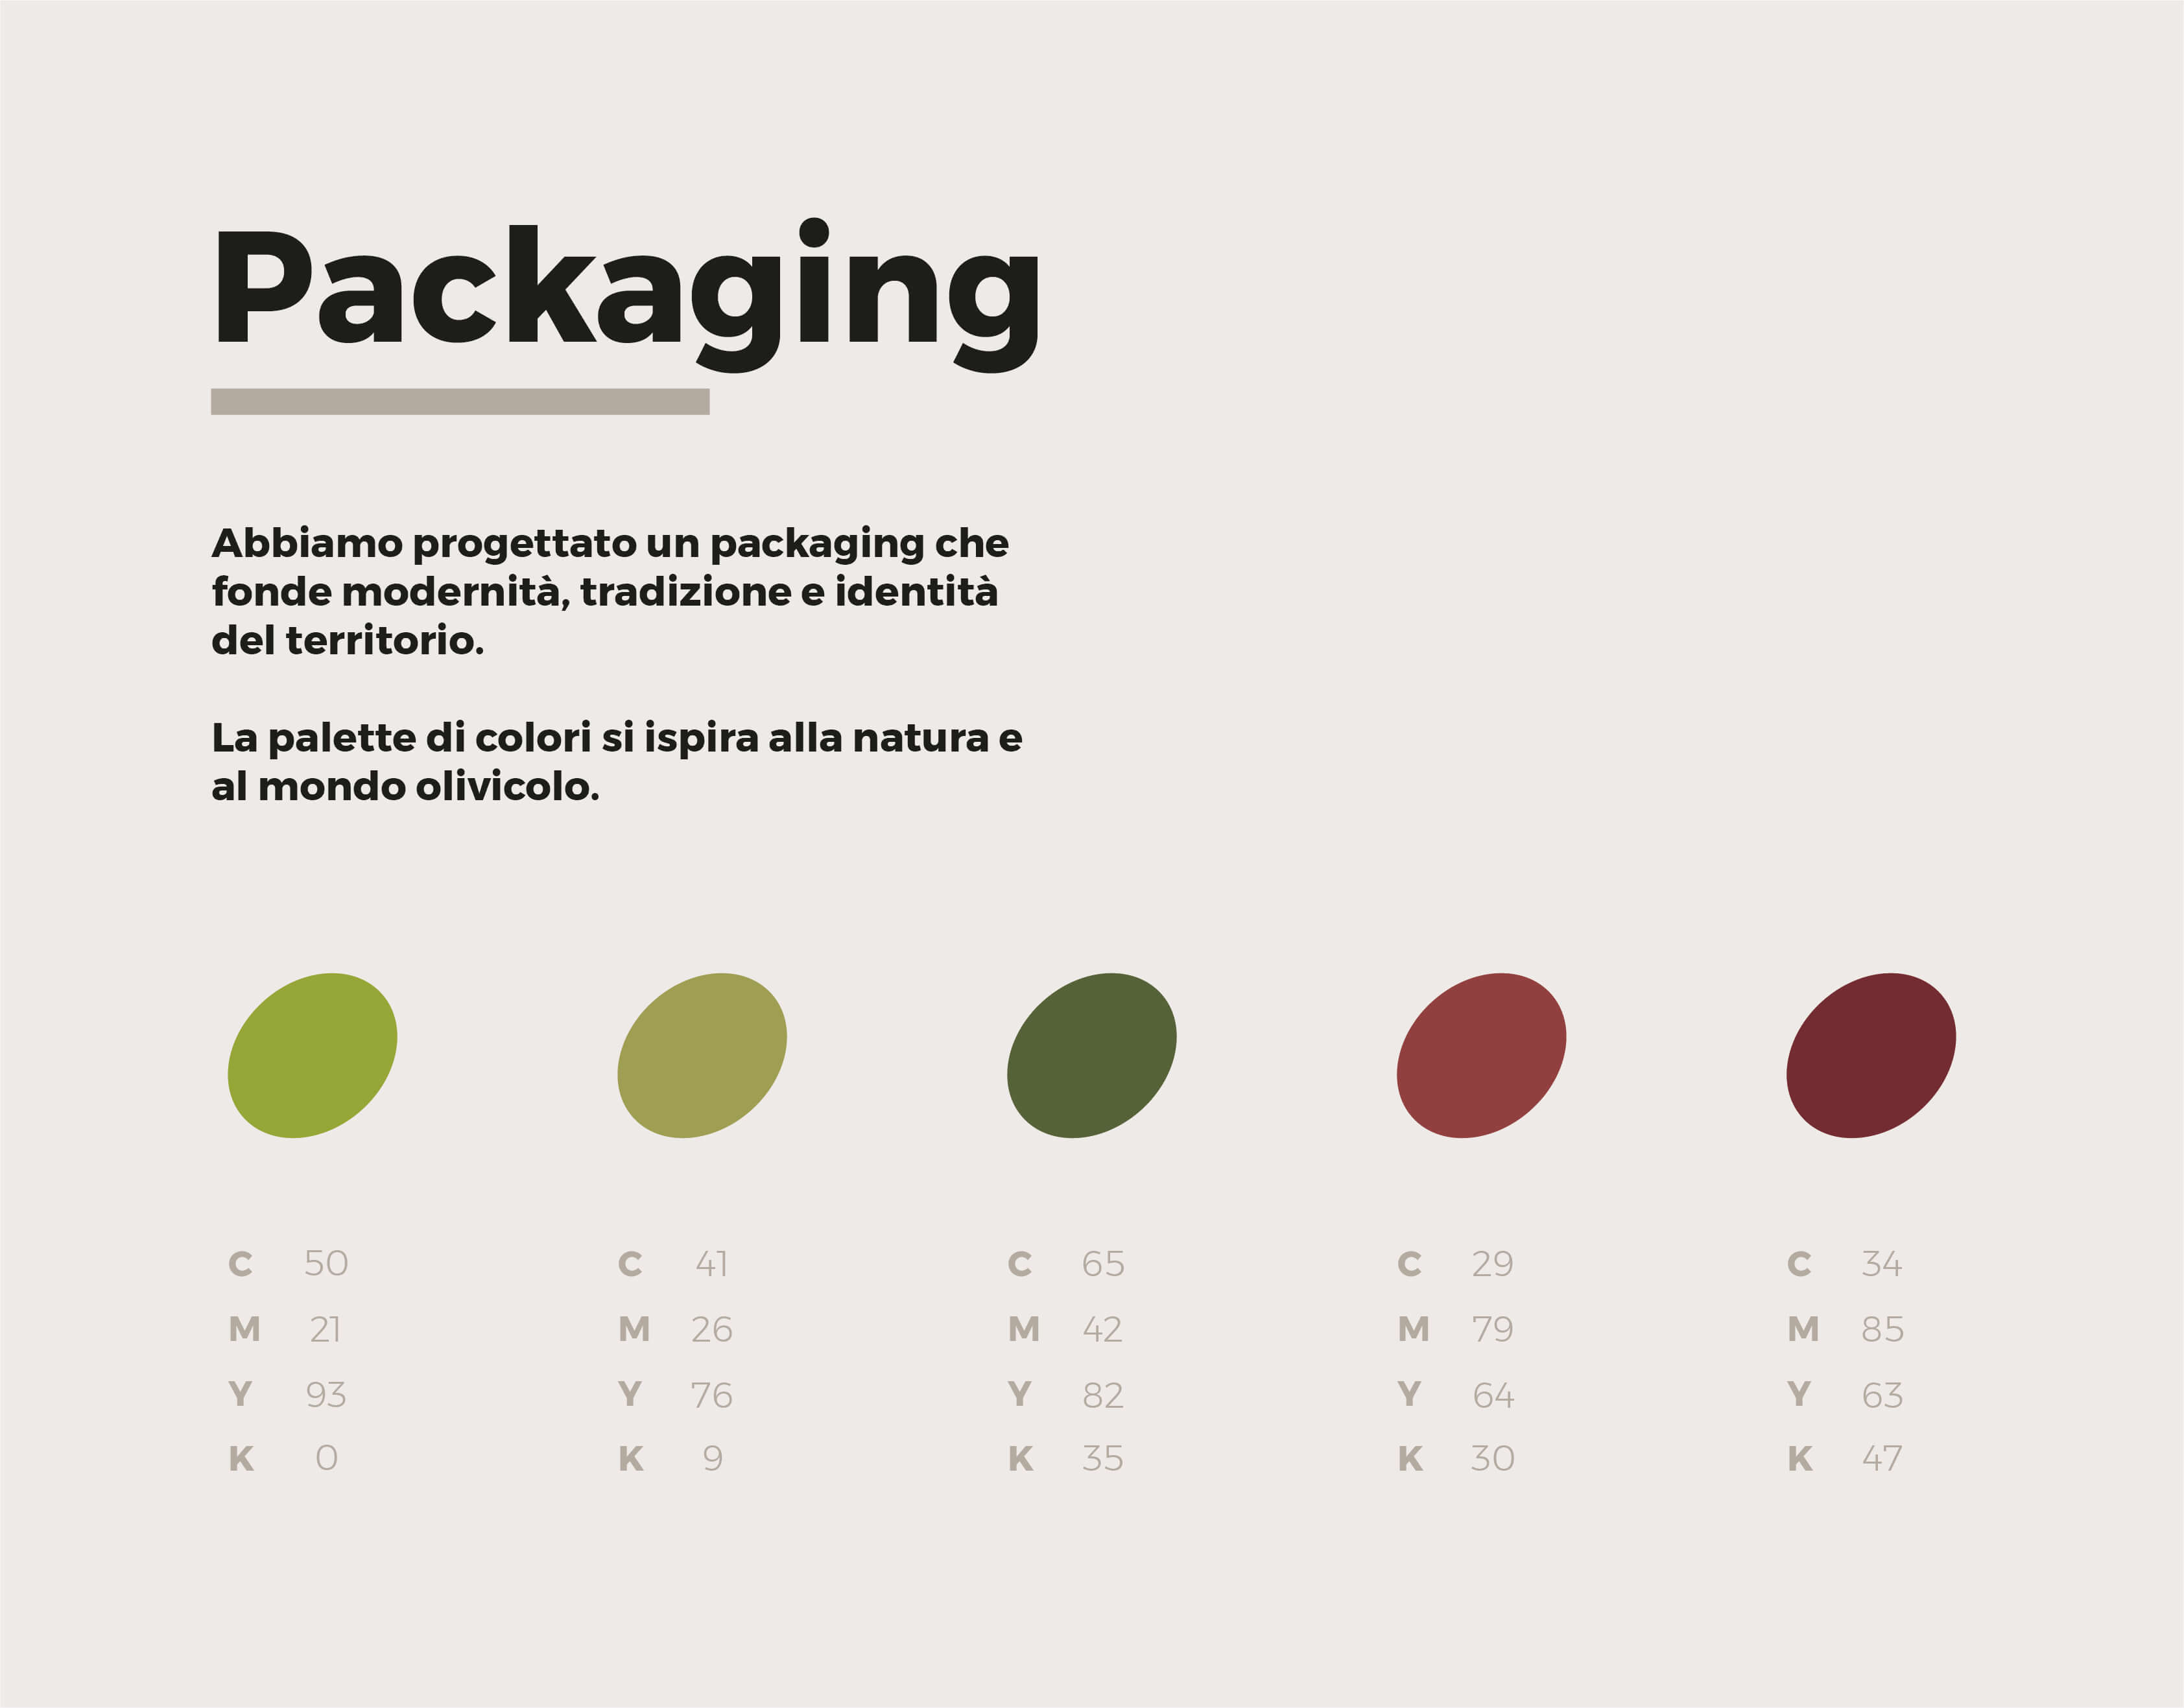 Packaging
Abbiamo progettato un packaging che
fonde modernità, tradizione e identità
del territorio.
La palette di colori si ispira alla natura e
al mondo olivicolo.
C 50
M 21
Y 93
K 0
C 41
M 26
Y 76
K 9
C 65
M 42
Y 82
K 35
C 29
M 79
Y 64
K 30
C 34
M 85
Y 63
K 47